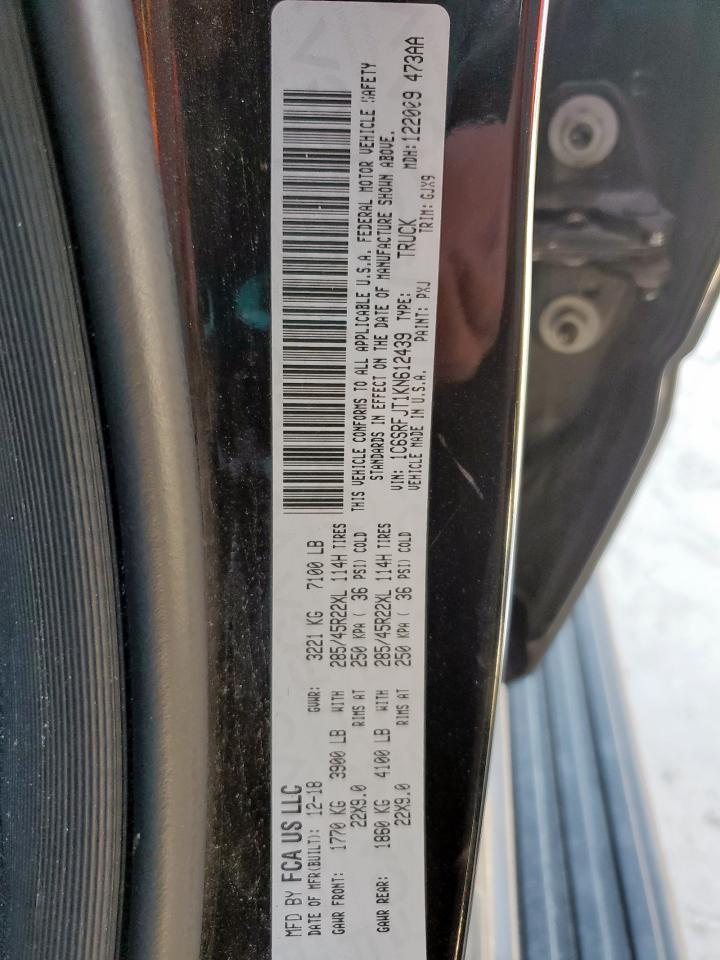 MFD BY FCA US LLC
DATE OF MFR(BUILT): 12-18 GVWR: 3221 KG 7100 LB
GAWR FRONT: 1770 KG 3900 LB WITH 285/45R22XL 114H TIRES
22X9.0 RIMS AT 250 KPA ( 36 PSI) COLD
GAWR REAR: 1860 KG 4100 LB WITH 285/45R22XL 114H TIRES
22X9.0 RIMS AT 250 KPA ( 36 PSI) COLD
THIS VEHICLE CONFORMS TO ALL APPLICABLE U.S.A. FEDERAL MOTOR VEHICLE SAFETY
STANDARDS IN EFFECT ON THE DATE OF MANUFACTURE SHOWN ABOVE.
VIN: 1C6SRFJT1KN612439 TYPE: TRUCK MDH: 122009 473AA
VEHICLE MADE IN U.S.A. PAINT: PXJ TRIM: GJX9